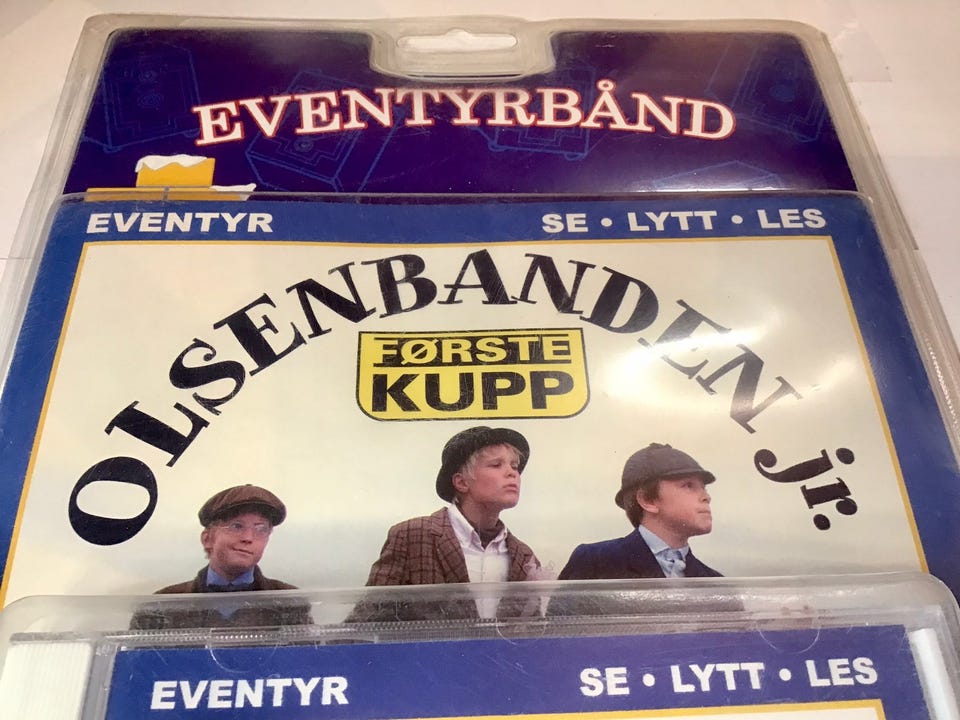 EVENTYRBÅND
EVENTYR
SE • LYTT • LES
OLSENBANDEN jr.
FØRSTE
KUPP
EVENTYR
SE • LYTT • LES